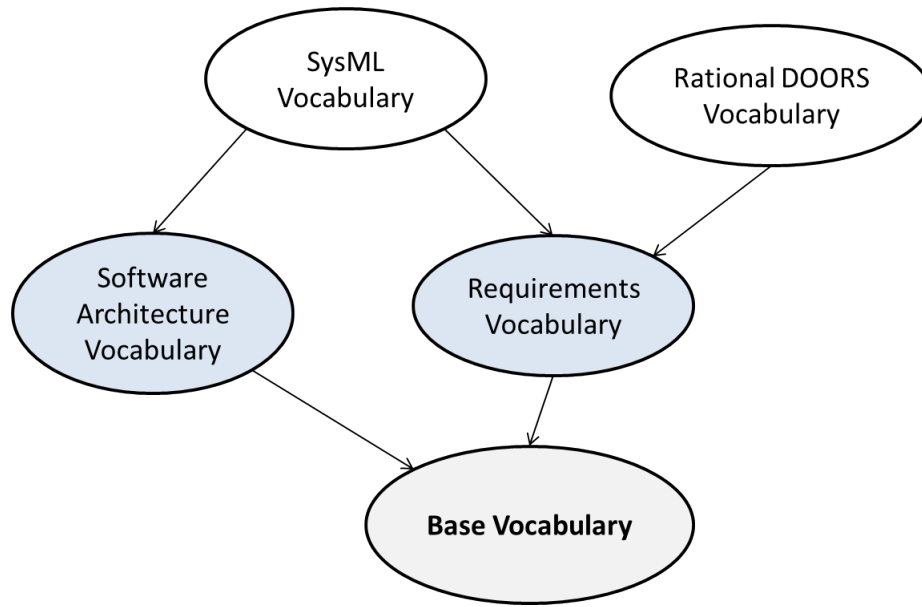 SysML
Vocabulary
Rational DOORS
Vocabulary
Software
Architecture
Vocabulary
Requirements
Vocabulary
Base Vocabulary